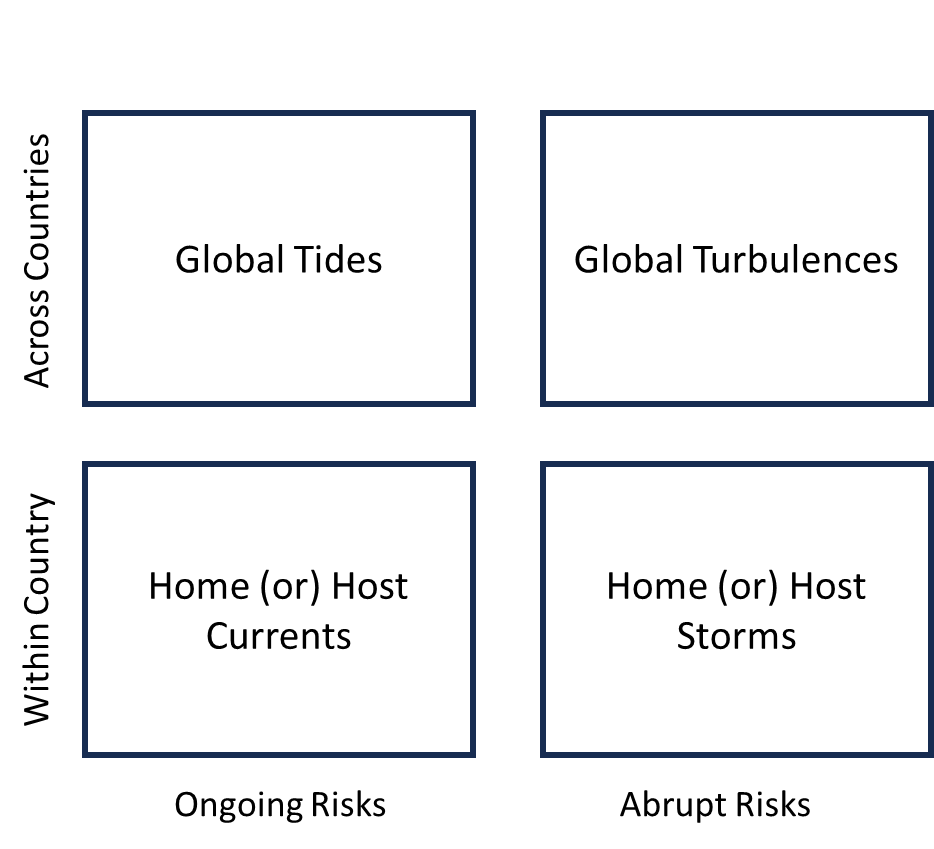 Across Countries
Global Tides
Global Turbulences
Within Country
Home (or) Host
Currents
Home (or) Host
Storms
Ongoing Risks
Abrupt Risks